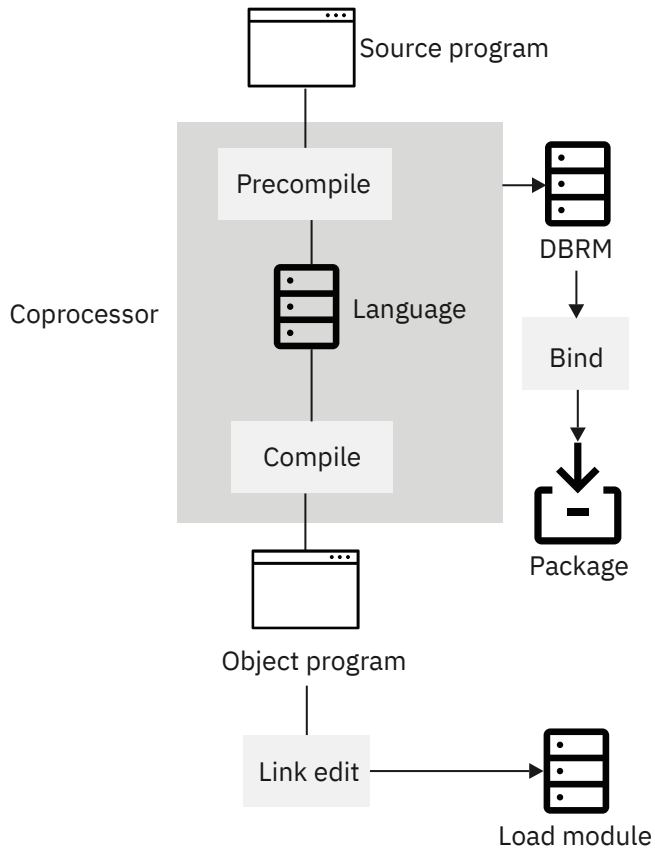 Source program
Precompile
DBRM
Coprocessor
Language
Bind
Compile
Package
Object program
Link edit
Load module